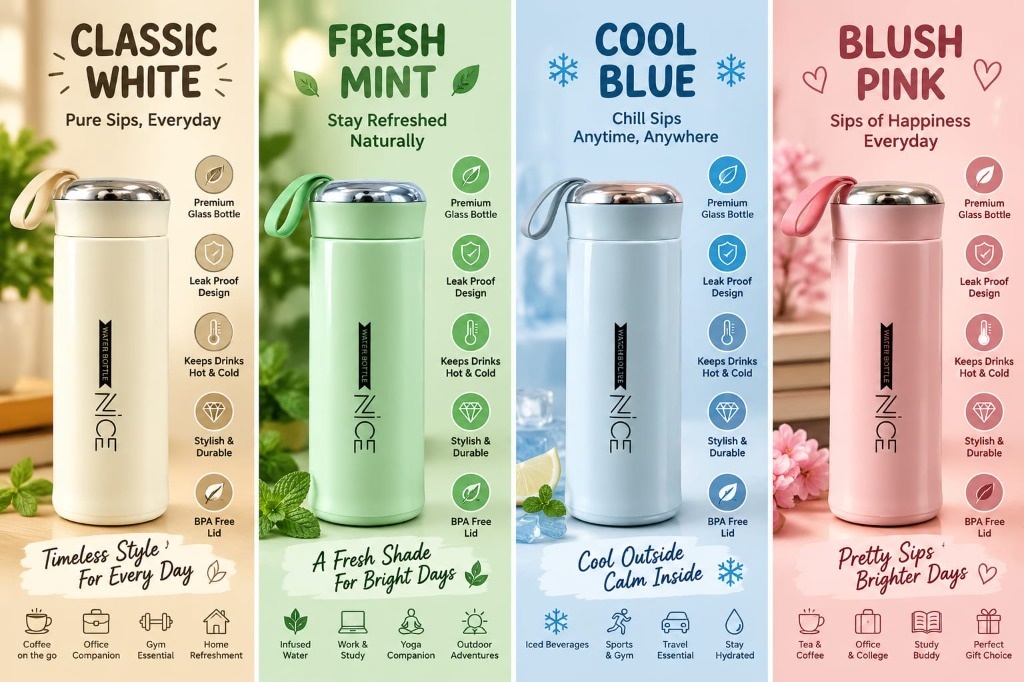 CLASSIC
WHITE
Pure Sips, Everyday
Premium
Glass Bottle
Leak Proof
Design
Keeps Drinks
Hot & Cold
Stylish &
Durable
BPA Free
Lid
WATER BOTTLE
NICE
Timeless Style
For Every Day
Coffee
on the go
Office
Companion
Gym
Essential
Home
Refreshment
FRESH
MINT
Stay Refreshed
Naturally
Premium
Glass Bottle
Leak Proof
Design
Keeps Drinks
Hot & Cold
Stylish &
Durable
BPA Free
Lid
WATER BOTTLE
NICE
A Fresh Shade
For Bright Days
Infused
Water
Work &
Study
Yoga
Companion
Outdoor
Adventures
COOL
BLUE
Chill Sips
Anytime, Anywhere
Premium
Glass Bottle
Leak Proof
Design
Keeps Drinks
Hot & Cold
Stylish &
Durable
BPA Free
Lid
NICE
Cool Outside
Calm Inside
Iced Beverages
Sports
& Gym
Travel
Essential
Stay
Hydrated
BLUSH
PINK
Sips of Happiness
Everyday
Premium
Glass Bottle
Leak Proof
Design
Keeps Drinks
Hot & Cold
Stylish &
Durable
BPA Free
Lid
WATER BOTTLE
NICE
Pretty Sips
Brighter Days
Tea &
Coffee
Office
& College
Study
Buddy
Perfect
Gift Choice